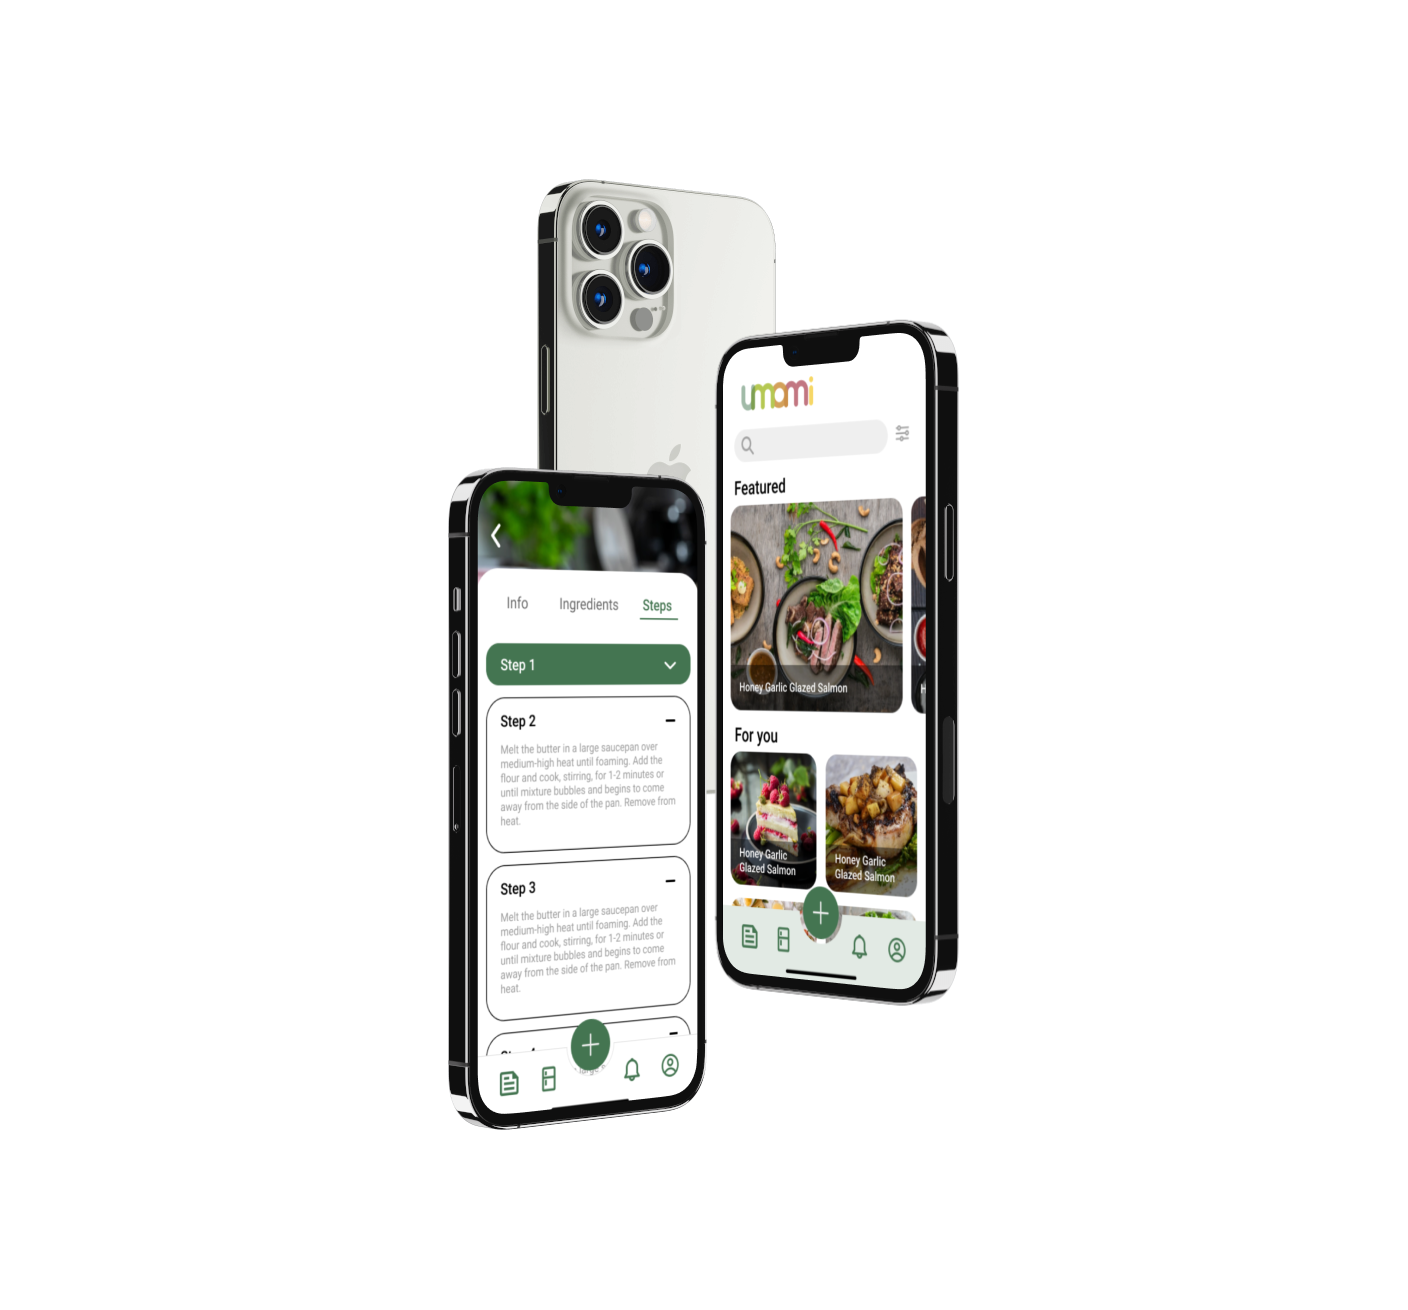 umami
Featured
Honey Garlic Glazed Salmon
H
For you
Honey Garlic
Glazed Salmon
Honey Garlic
Glazed Salmon
Info
Ingredients
Steps
Step 1
Step 2
Melt the butter in a large saucepan over
medium-high heat until foaming. Add the
flour and cook, stirring, for 1-2 minutes or
until mixture bubbles and begins to come
away from the side of the pan. Remove from
heat.
Step 3
Melt the butter in a large saucepan over
medium-high heat until foaming. Add the
flour and cook, stirring, for 1-2 minutes or
until mixture bubbles and begins to come
away from the side of the pan. Remove from
heat.